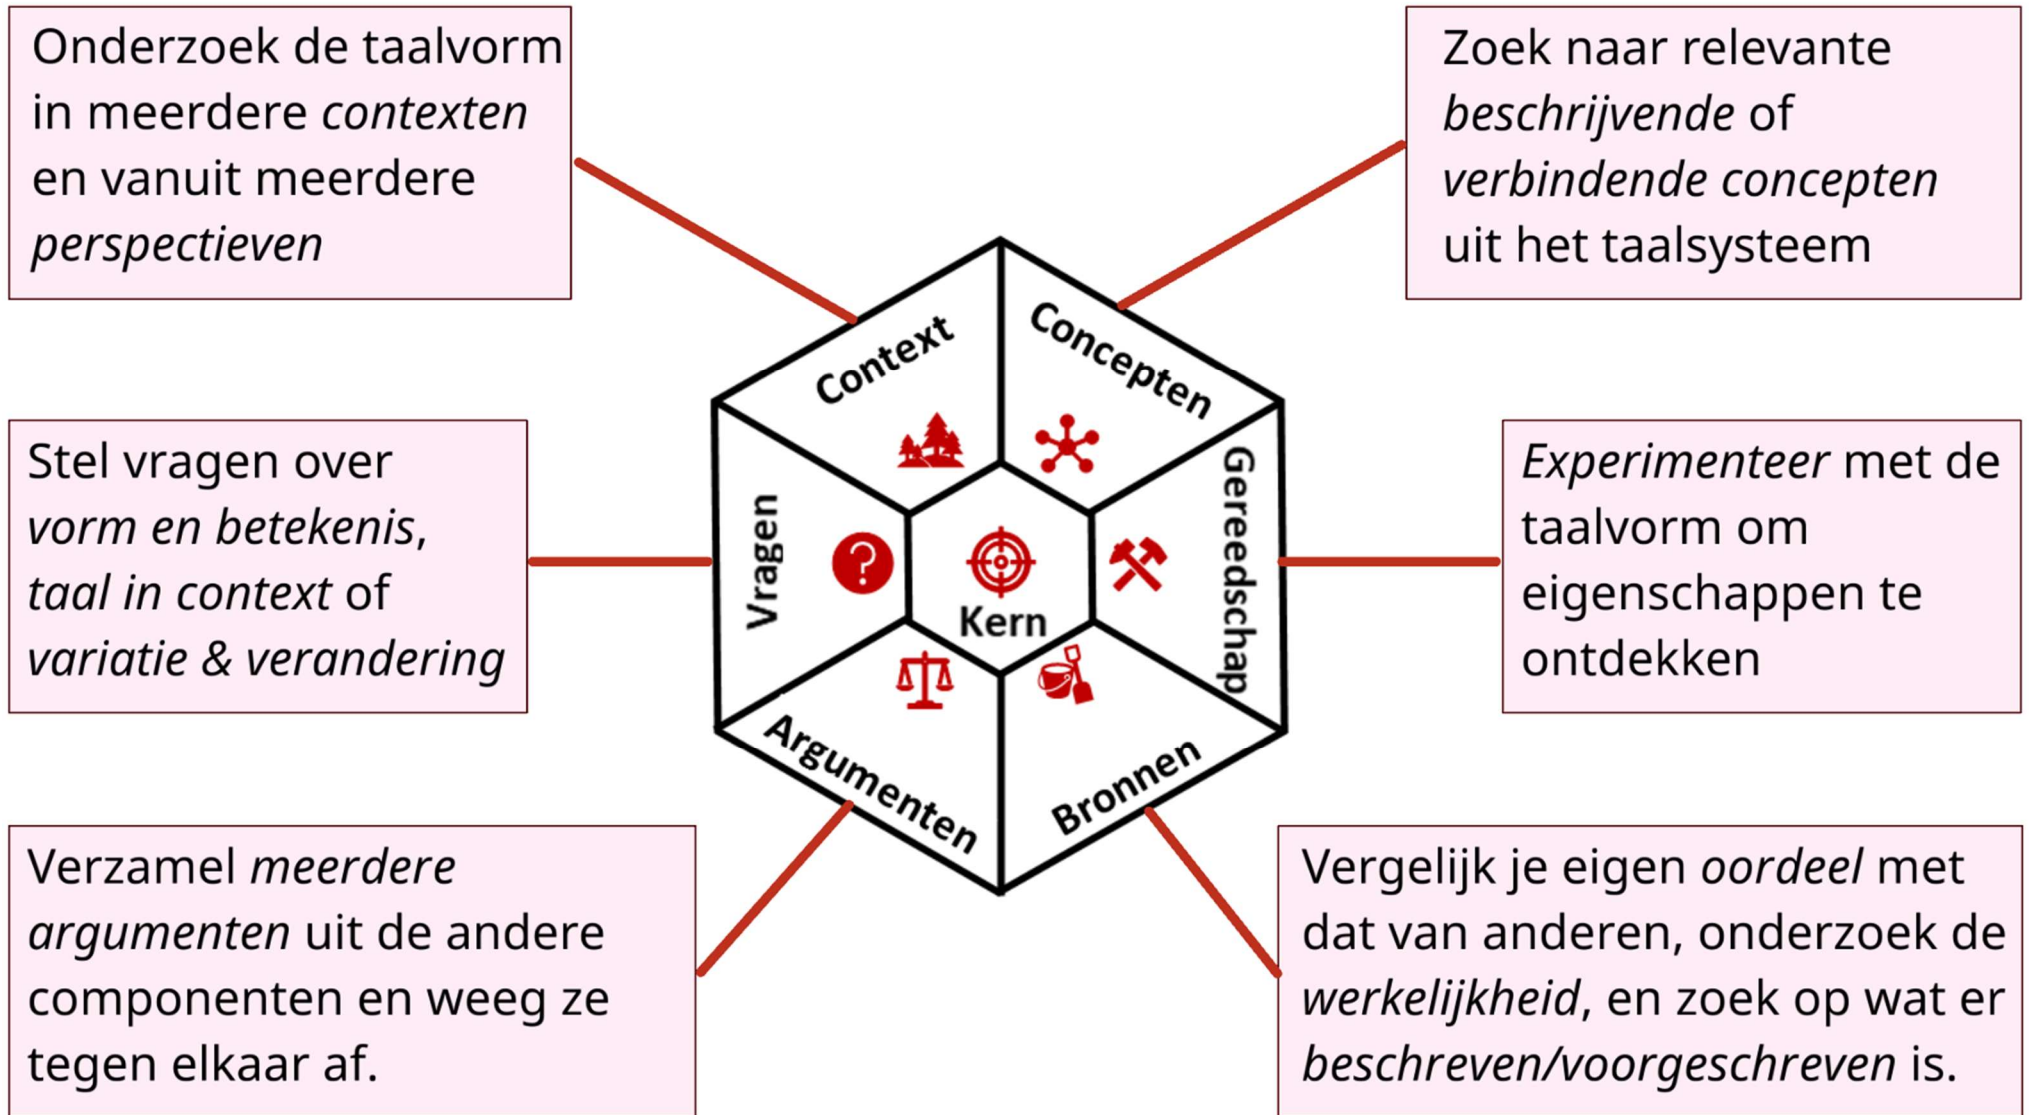 Onderzoek de taalvorm
in meerdere contexten
en vanuit meerdere
perspectieven
Zoek naar relevante
beschrijvende of
verbindende concepten
uit het taalsysteem
Context
Concepten
Stel vragen over
vorm en betekenis,
taal in context of
variatie & verandering
Vragen
?
Kern
Gereedschap
Experimenteer met de
taalvorm om
eigenschappen te
ontdekken
Argumenten
Bronnen
Verzamel meerdere
argumenten uit de andere
componenten en weeg ze
tegen elkaar af.
Vergelijk je eigen oordeel met
dat van anderen, onderzoek de
werkelijkheid, en zoek op wat er
beschreven/voorgeschreven is.